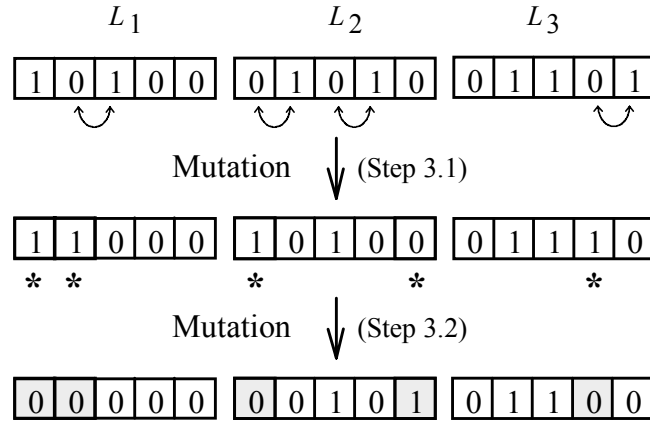 L1 L2 L3
1 0 1 0 0 0 1 0 1 0 0 1 1 0 1
Mutation (Step 3.1)
1 1 0 0 0 1 0 1 0 0 0 1 1 1 0
* * * * *
Mutation (Step 3.2)
0 0 0 0 0 0 0 1 0 1 0 1 1 0 0